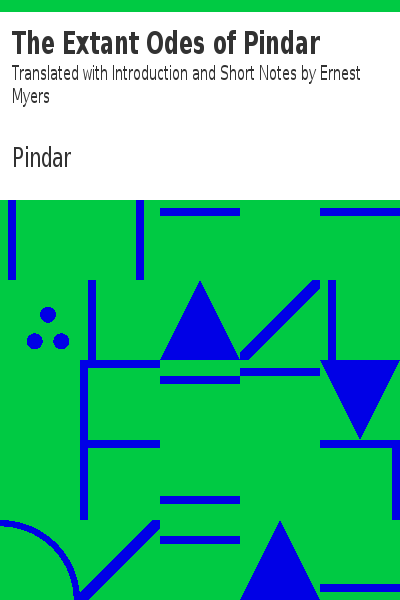 The Extant Odes of Pindar
Translated with Introduction and Short Notes by Ernest
Myers
Pindar